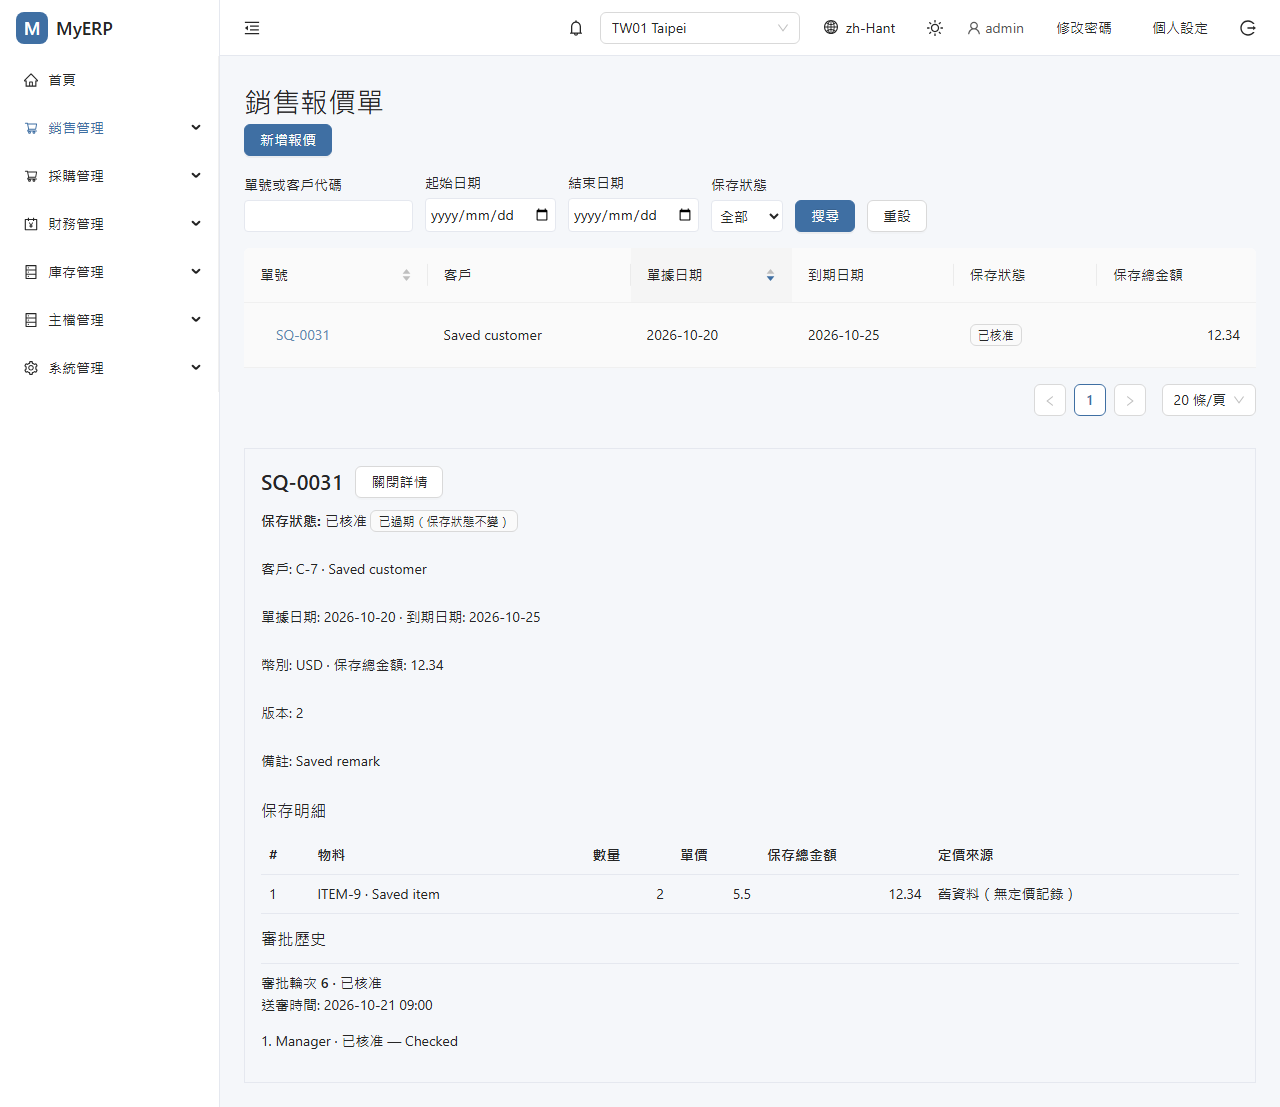 M MyERP
TW01 Taipei
zh-Hant
admin
修改密碼
個人設定
首頁
銷售管理
採購管理
財務管理
庫存管理
主檔管理
系統管理
銷售報價單
新增報價
單號或客戶代碼
起始日期
結束日期
保存狀態
yyyy/mm/dd
yyyy/mm/dd
全部
搜尋
重設
單號 客戶 單據日期 到期日期 保存狀態 保存總金額
SQ-0031 Saved customer 2026-10-20 2026-10-25 已核准 12.34
1
20 條/頁
SQ-0031 關閉詳情
保存狀態: 已核准 已過期（保存狀態不變）
客戶: C-7 · Saved customer
單據日期: 2026-10-20 · 到期日期: 2026-10-25
幣別: USD · 保存總金額: 12.34
版本: 2
備註: Saved remark
保存明細
# 物料 數量 單價 保存總金額 定價來源
1 ITEM-9 · Saved item 2 5.5 12.34 舊資料（無定價記錄）
審批歷史
審批輪次 6 · 已核准
送審時間: 2026-10-21 09:00
1. Manager · 已核准 — Checked